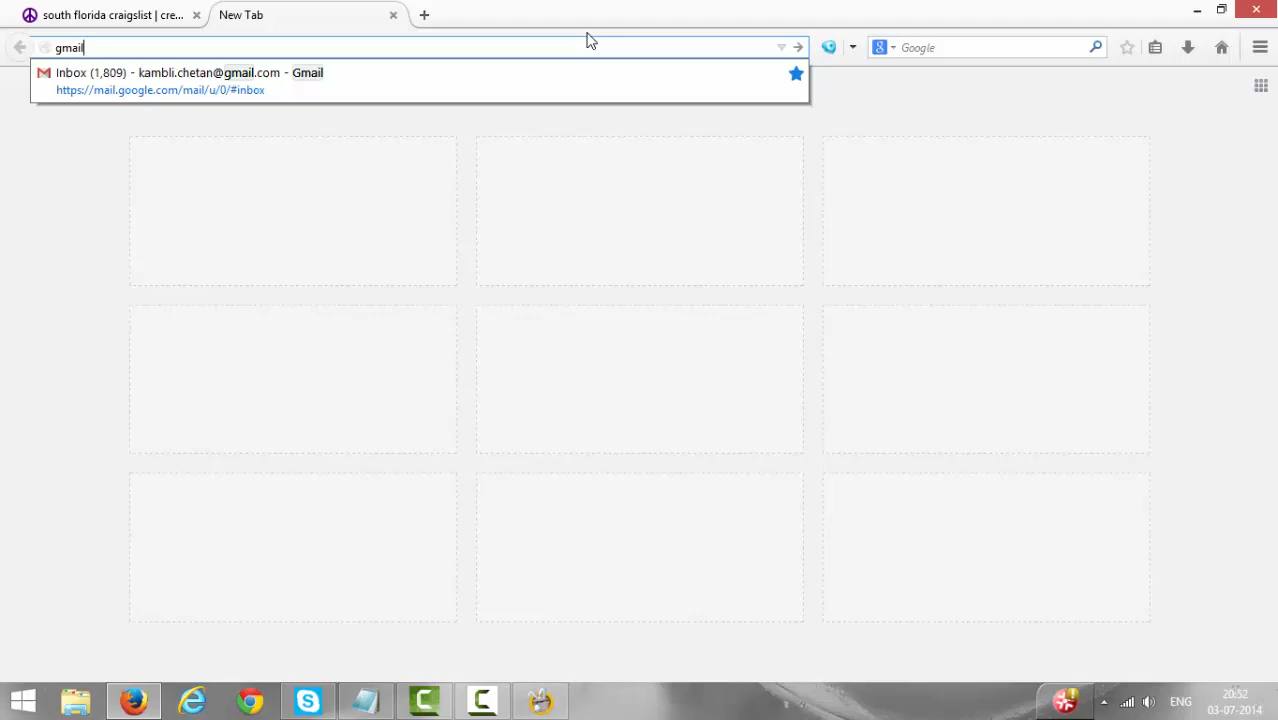 south florida craigslist | cre...
New Tab
gmail
Google
Inbox (1,809) - kambli.chetan@gmail.com - Gmail
https://mail.google.com/mail/u/0/#inbox
ENG
20:52
03-07-2014